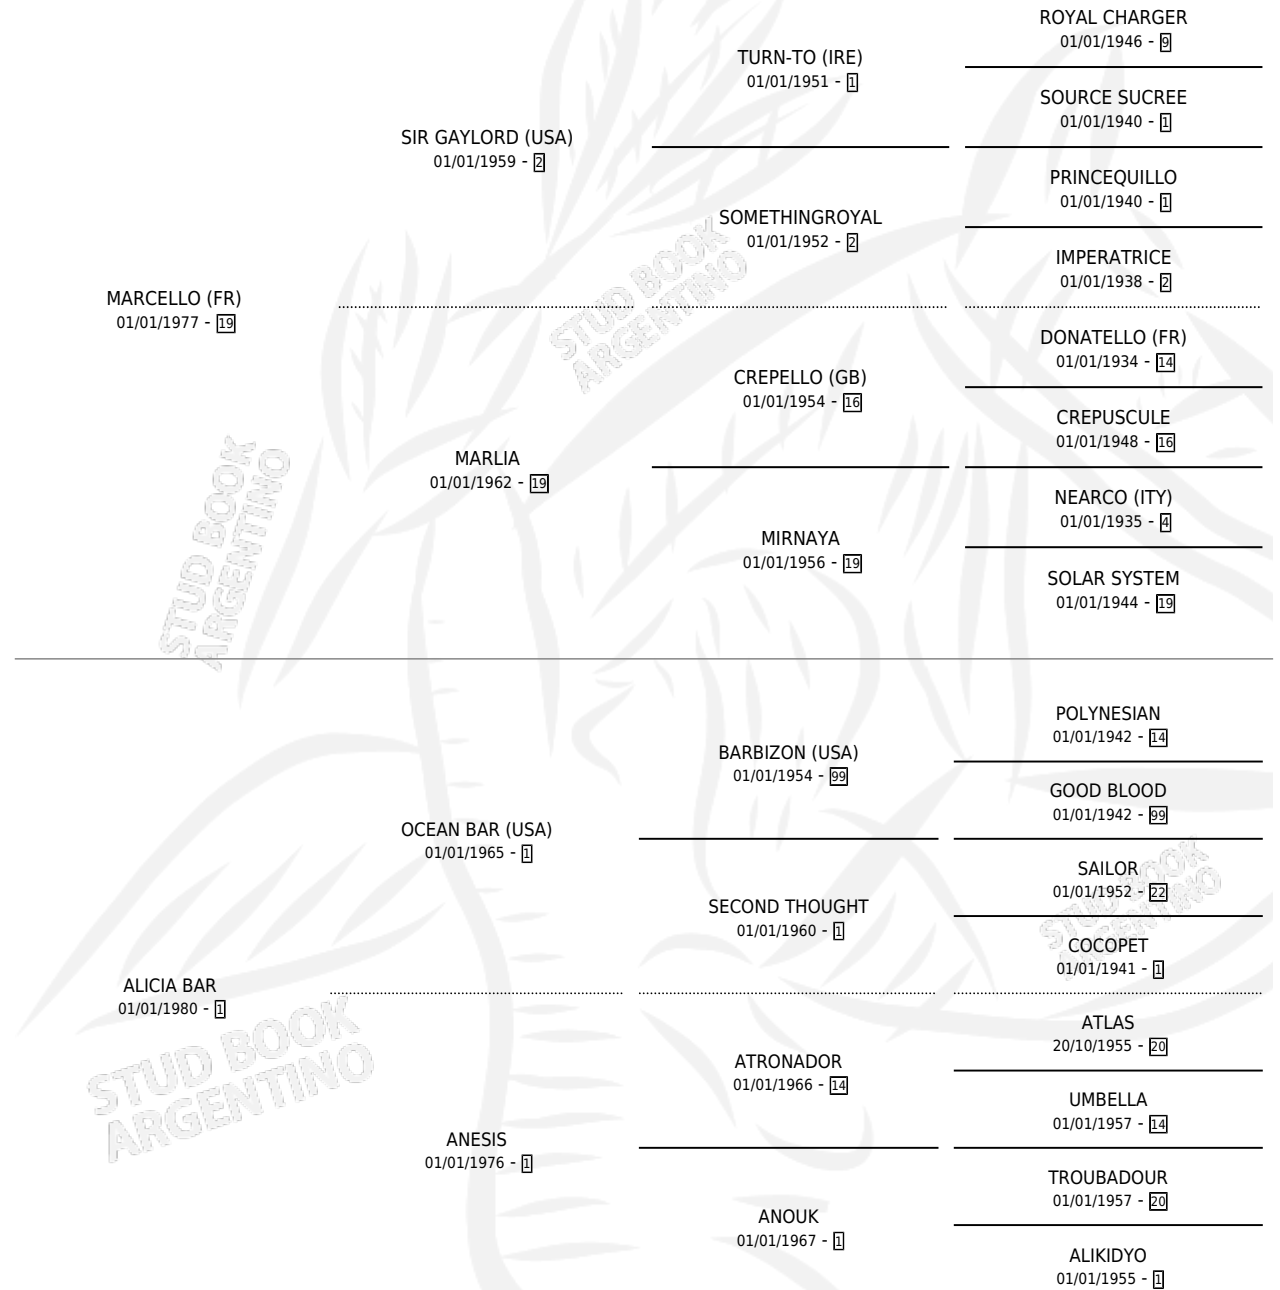 ROYAL CHARGER
01/01/1946 - 9
TURN-TO (IRE)
01/01/1951 - 1
SOURCE SUCREE
01/01/1940 - 1
SIR GAYLORD (USA)
01/01/1959 - 2
PRINCEQUILLO
01/01/1940 - 1
SOMETHINGROYAL
01/01/1952 - 2
IMPERATRICE
01/01/1938 - 2
STUD BOOK
ARGENTINO
MARCELLO (FR)
01/01/1977 - 19
DONATELLO (FR)
01/01/1934 - 14
CREPELLO (GB)
01/01/1954 - 16
CREPUSCULE
01/01/1948 - 16
MARLIA
01/01/1962 - 19
NEARCO (ITY)
01/01/1935 - 4
MIRNAYA
01/01/1956 - 19
SOLAR SYSTEM
01/01/1944 - 19
STUD BOOK
ARGENTINO
POLYNESIAN
01/01/1942 - 14
BARBIZON (USA)
01/01/1954 - 99
GOOD BLOOD
01/01/1942 - 99
OCEAN BAR (USA)
01/01/1965 - 1
SAILOR
01/01/1952 - 22
SECOND THOUGHT
01/01/1960 - 1
COCOPET
01/01/1941 - 1
STUD BOOK
ARGENTINO
ALICIA BAR
01/01/1980 - 1
ATLAS
20/10/1955 - 20
ATRONADOR
01/01/1966 - 14
UMBELLA
01/01/1957 - 14
STUD BOOK
ARGENTINO
ANESIS
01/01/1976 - 1
TROUBADOUR
01/01/1957 - 20
ANOUK
01/01/1967 - 1
ALIKIDYO
01/01/1955 - 1